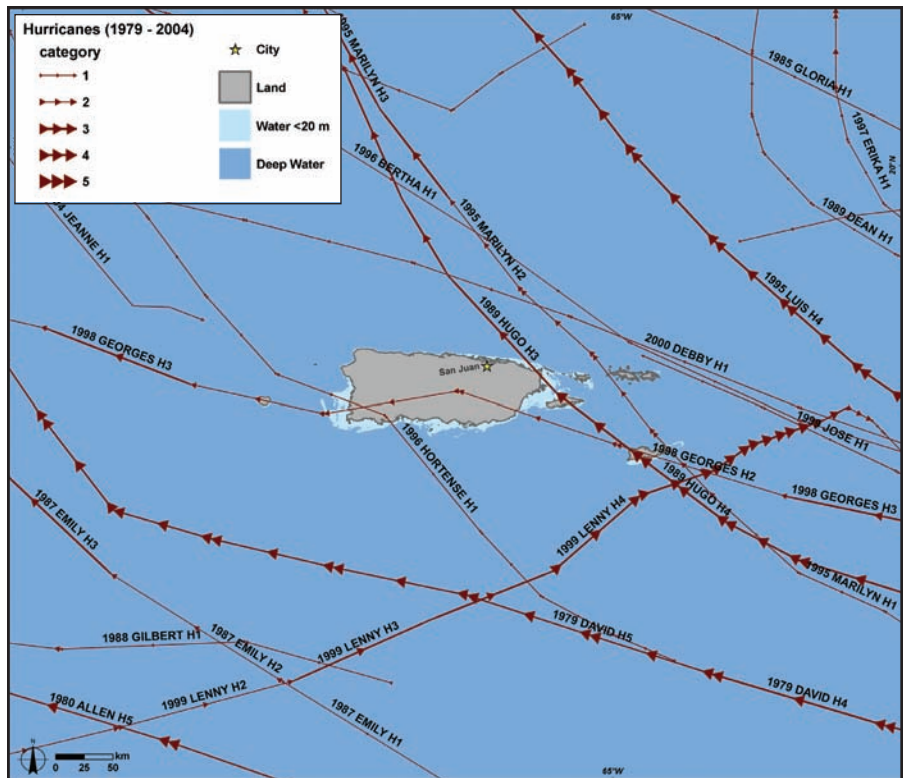 Hurricanes (1979 - 2004)
category
1
2
3
4
5
City
Land
Water <20 m
Deep Water
65°W
1995 MARILYN H3
1985 GLORIA H1
1997 ERIKA H1
20°N
1996 BERTHA H1
1989 DEAN H1
JEANNE H1
1995 MARILYN H2
1995 LUIS H4
1989 HUGO H3
1998 GEORGES H3
2000 DEBBY H1
San Juan
JOSE H1
1996 HORTENSE H1
1998 GEORGES H2
1989 HUGO H4
1998 GEORGES H3
1999 LENNY H4
1987 EMILY H3
1995 MARILYN H1
1988 GILBERT H1
1987 EMILY H2
1999 LENNY H3
1979 DAVID H5
1979 DAVID H4
1999 LENNY H2
1980 ALLEN H5
1987 EMILY H1
N
km
0 25 50
65°W